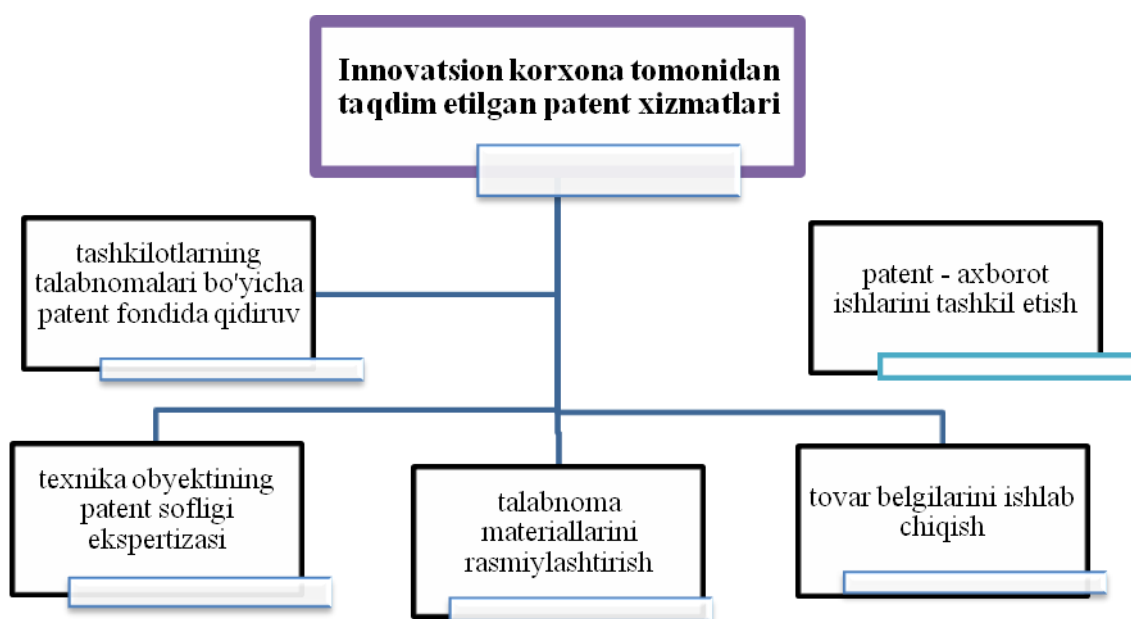 Innovatsion korxona tomonidan
taqdim etilgan patent xizmatlari
tashkilotlarning
talabnomalari bo'yicha
patent fondida qidiruv
patent - axborot
ishlarini tashkil etish
texnika obyektining
patent sofligi
ekspertizasi
talabnoma
materiallarini
rasmiylashtirish
tovar belgilarini ishlab
chiqish